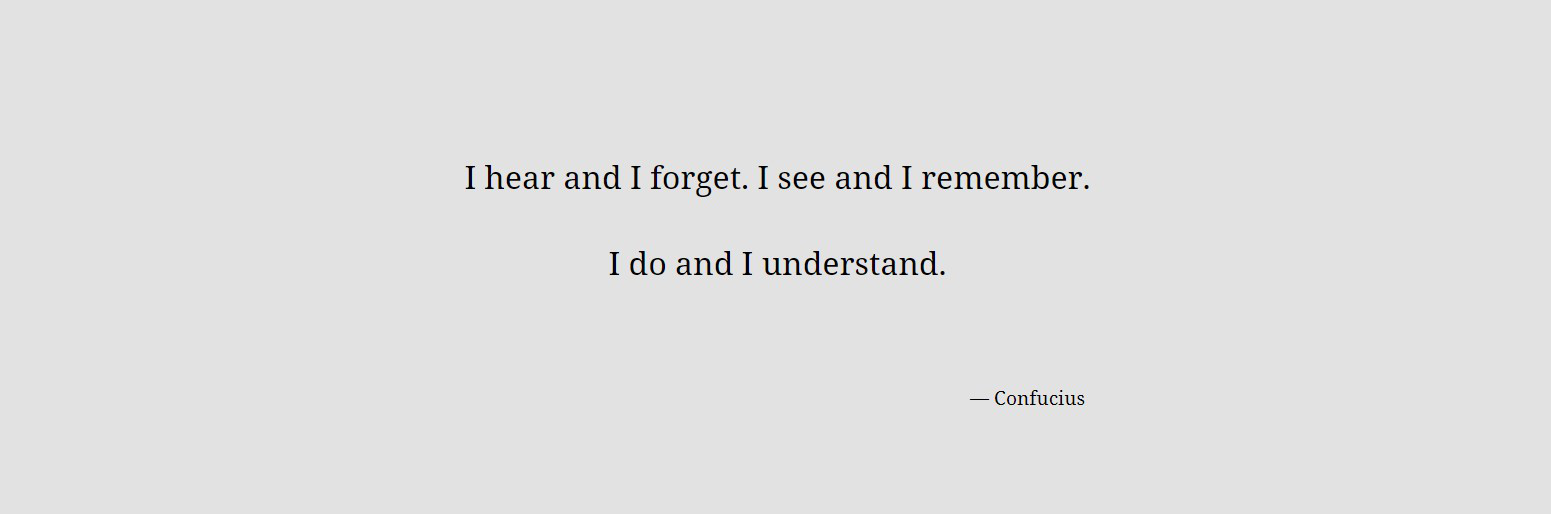 I hear and I forget. I see and I remember.
I do and I understand.
— Confucius